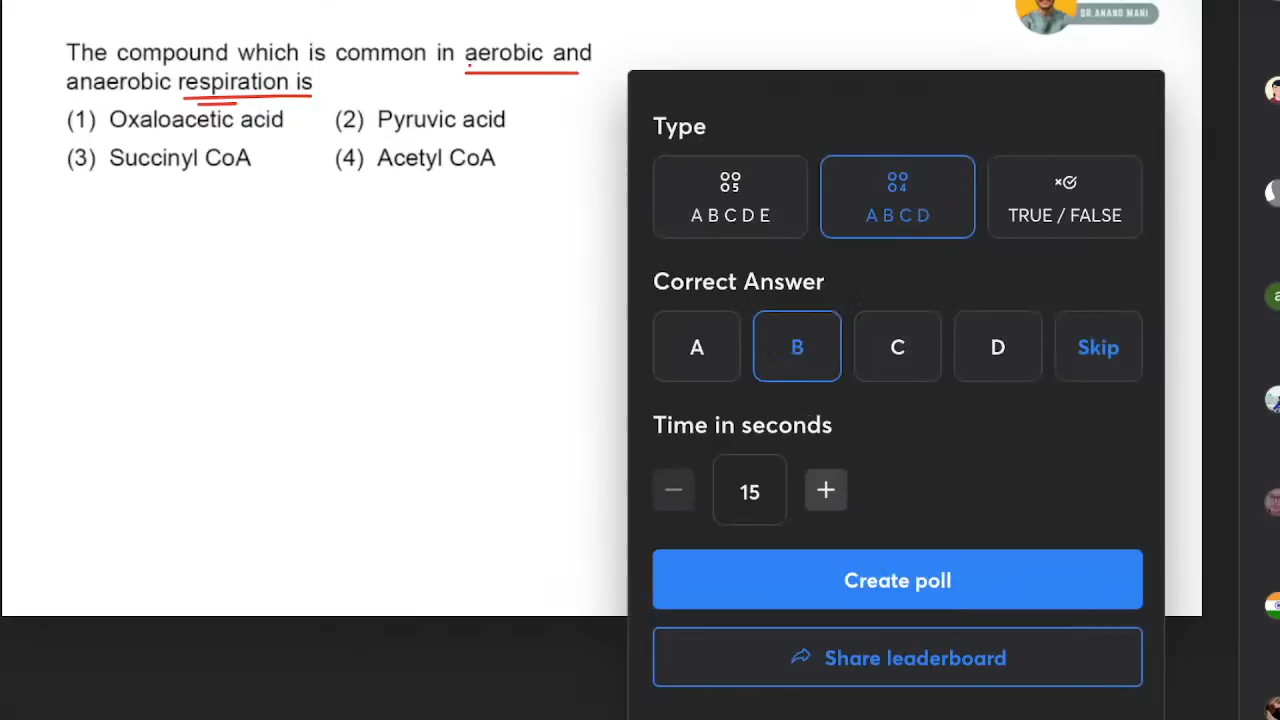 DR.ANAND MANI
The compound which is common in aerobic and
anaerobic respiration is
(1) Oxaloacetic acid (2) Pyruvic acid
(3) Succinyl CoA (4) Acetyl CoA
Type
5
A B C D E
4
A B C D
TRUE / FALSE
Correct Answer
A B C D Skip
Time in seconds
− 15 +
Create poll
Share leaderboard
a